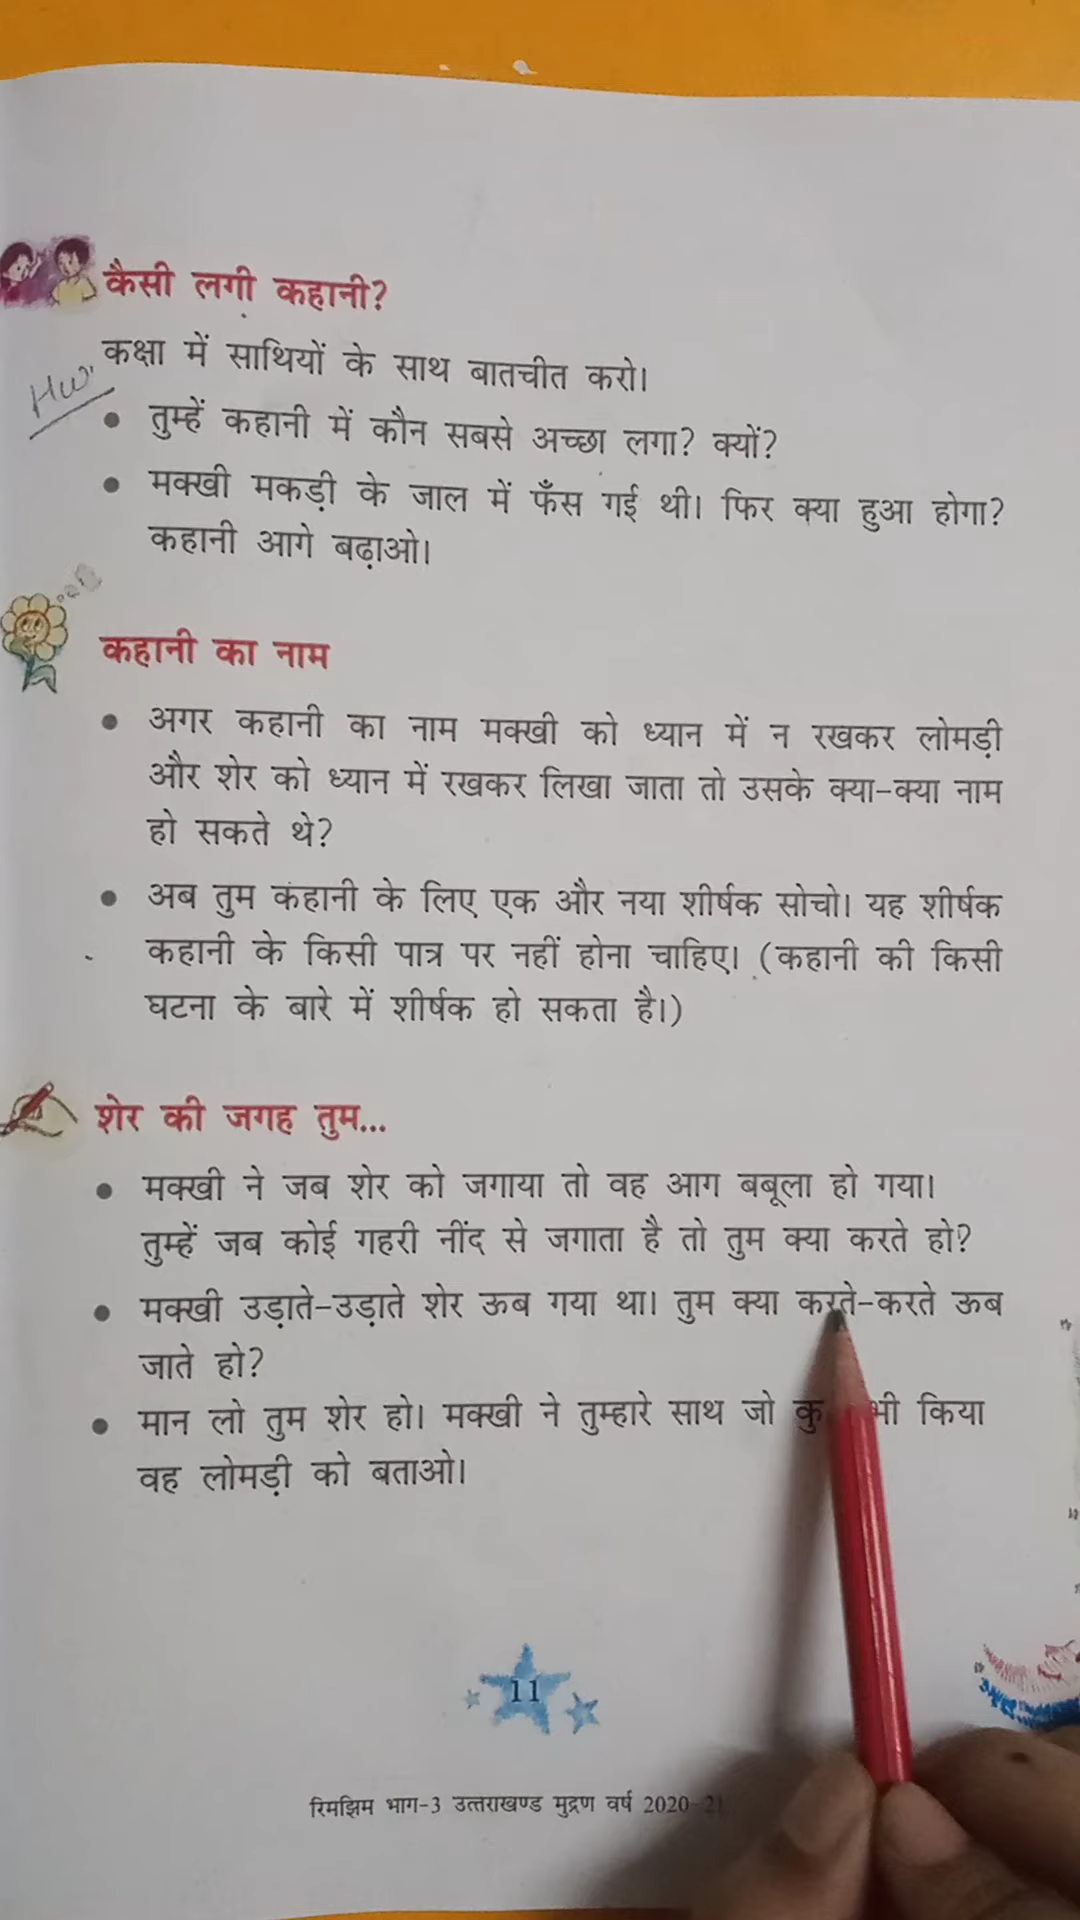 कैसी लगी कहानी?
कक्षा में साथियों के साथ बातचीत करो।
HW.
• तुम्हें कहानी में कौन सबसे अच्छा लगा? क्यों?
• मक्खी मकड़ी के जाल में फँस गई थी। फिर क्या हुआ होगा?
कहानी आगे बढ़ाओ।
कहानी का नाम
• अगर कहानी का नाम मक्खी को ध्यान में न रखकर लोमड़ी
और शेर को ध्यान में रखकर लिखा जाता तो उसके क्या-क्या नाम
हो सकते थे?
• अब तुम कहानी के लिए एक और नया शीर्षक सोचो। यह शीर्षक
कहानी के किसी पात्र पर नहीं होना चाहिए। (कहानी की किसी
घटना के बारे में शीर्षक हो सकता है।)
शेर की जगह तुम...
• मक्खी ने जब शेर को जगाया तो वह आग बबूला हो गया।
तुम्हें जब कोई गहरी नींद से जगाता है तो तुम क्या करते हो?
• मक्खी उड़ाते-उड़ाते शेर ऊब गया था। तुम क्या करते-करते ऊब
जाते हो?
• मान लो तुम शेर हो। मक्खी ने तुम्हारे साथ जो कु भी किया
वह लोमड़ी को बताओ।
11
रिमझिम भाग-3 उत्तराखण्ड मुद्रण वर्ष 2020-21